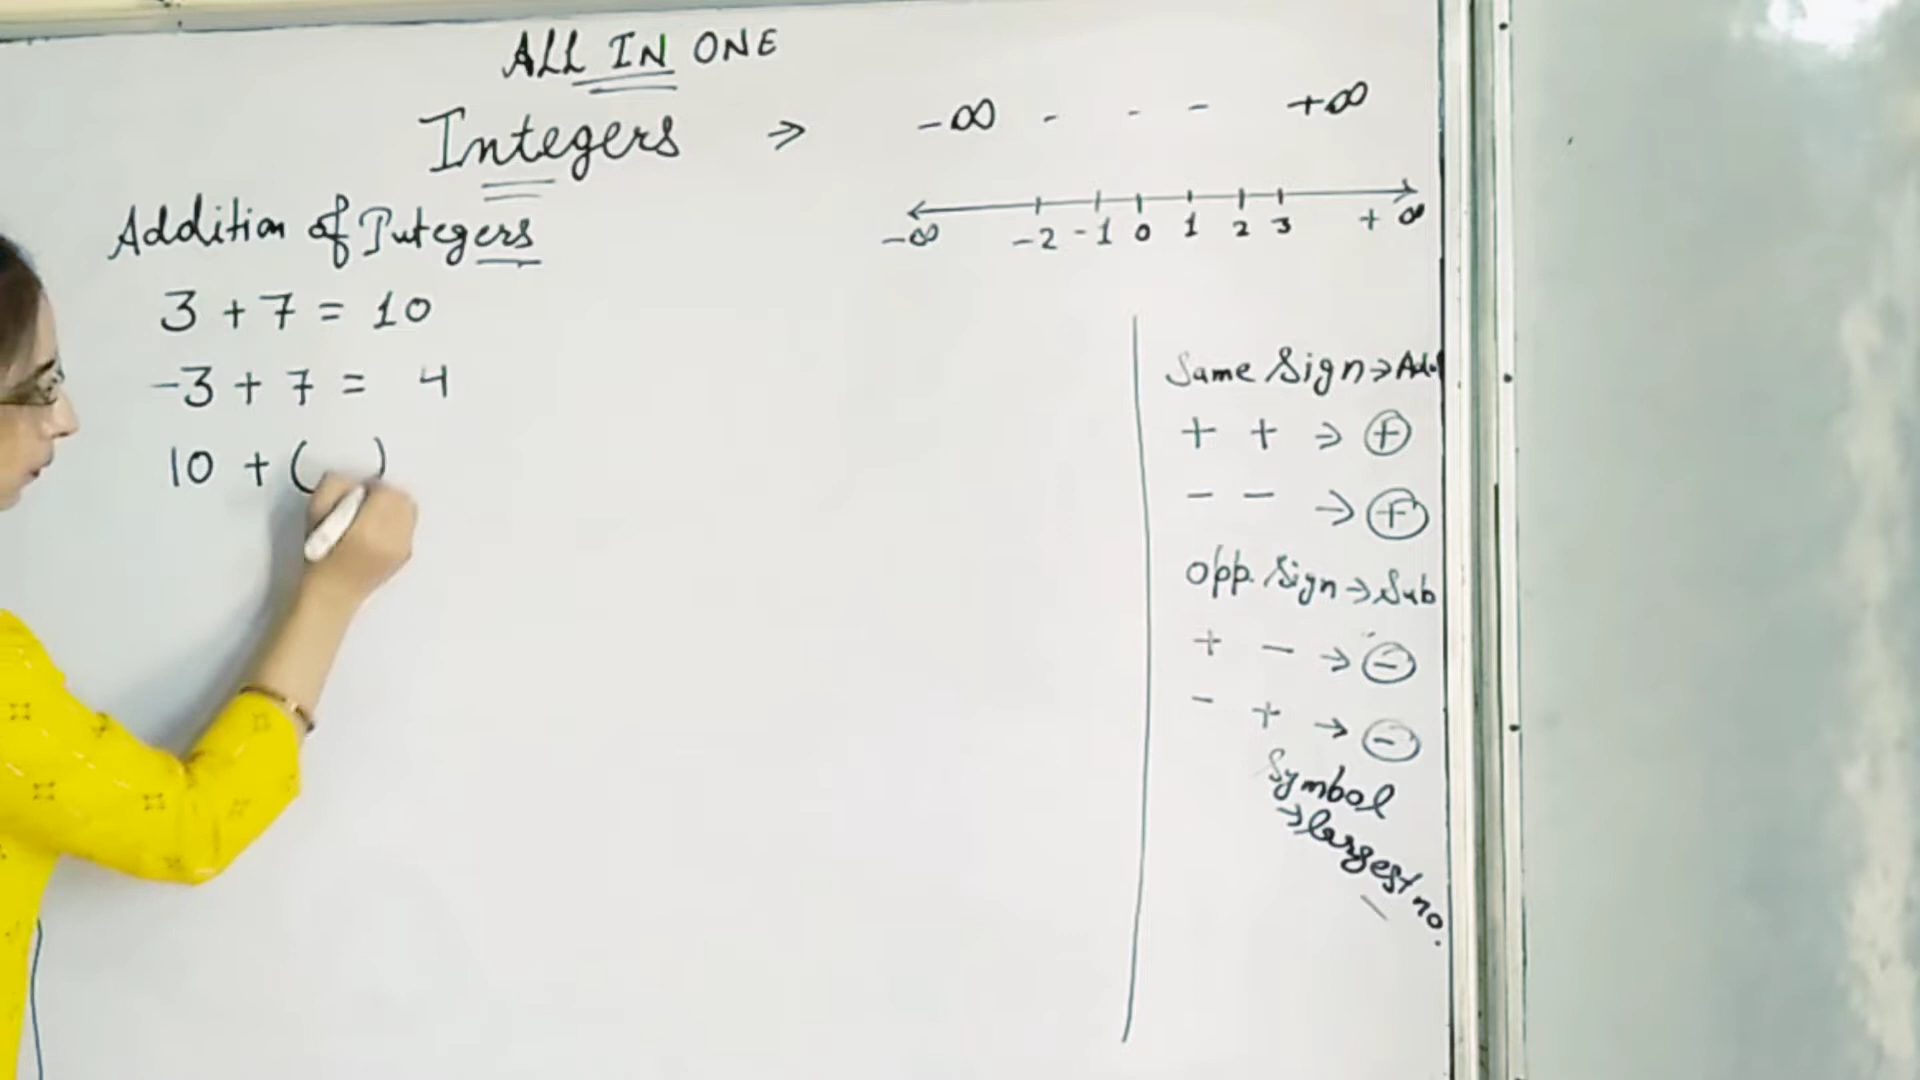 ALL IN ONE
Integers ⇒ -∞ - - - +∞
-∞ -2 -1 0 1 2 3 +∞
Addition of Integers
3 + 7 = 10
-3 + 7 = 4
10 + ( )
Same Sign → Add
+ + ⇒ +
- - → +
Opp. Sign → Sub
+ - → -
- + → -
Symbol
→ largest no.